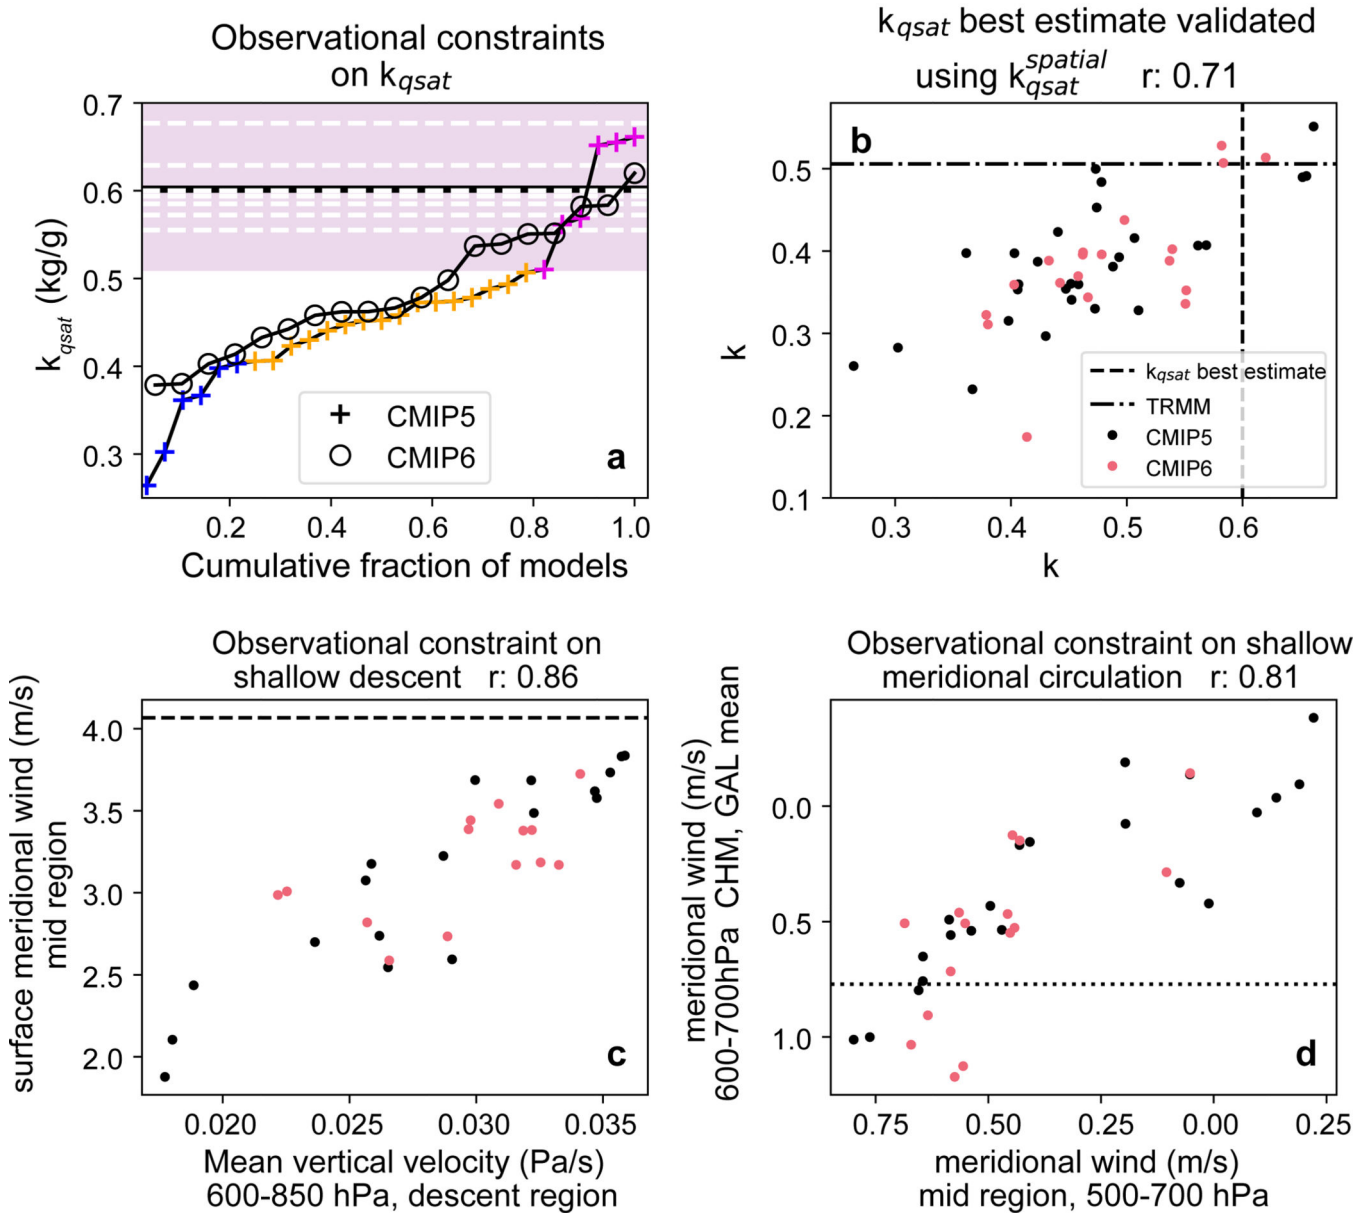 Observational constraints
on kqsat
kqsat (kg/g)
0.7
0.6
0.5
0.4
0.3
0.2
0.4
0.6
0.8
1.0
CMIP5
CMIP6
a
Cumulative fraction of models
kqsat best estimate validated
using kqsat^spatial r: 0.71
b
k
0.5
0.4
0.3
0.2
0.1
0.3
0.4
0.5
0.6
kqsat best estimate
TRMM
CMIP5
CMIP6
k
Observational constraint on
shallow descent r: 0.86
surface meridional wind (m/s)
mid region
4.0
3.5
3.0
2.5
2.0
c
0.020
0.025
0.030
0.035
Mean vertical velocity (Pa/s)
600-850 hPa, descent region
Observational constraint on shallow
meridional circulation r: 0.81
meridional wind (m/s)
600-700hPa CHM, GAL mean
0.0
0.5
1.0
d
0.75
0.50
0.25
0.00
0.25
meridional wind (m/s)
mid region, 500-700 hPa